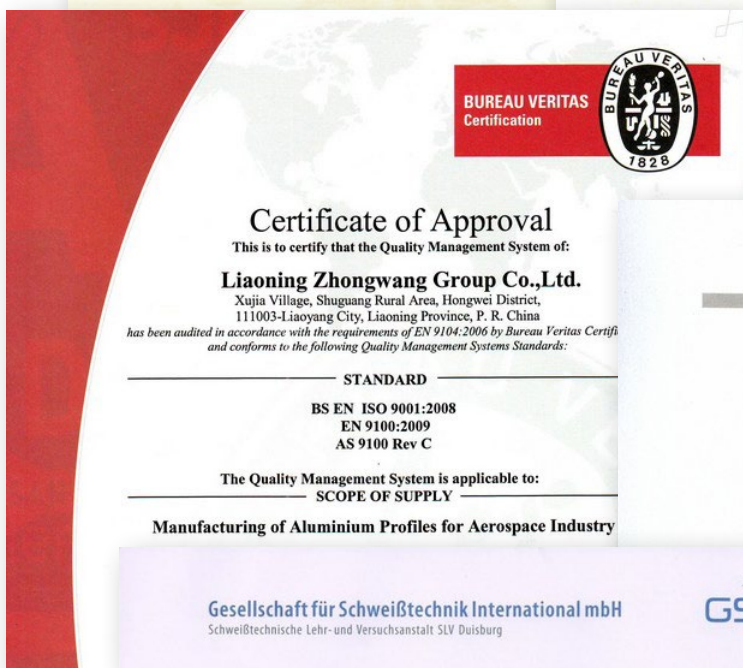 BUREAU VERITAS
Certification
BUREAU VERITAS
1828
Certificate of Approval
This is to certify that the Quality Management System of:
Liaoning Zhongwang Group Co.,Ltd.
Xujia Village, Shuguang Rural Area, Hongwei District,
111003-Liaoyang City, Liaoning Province, P. R. China
has been audited in accordance with the requirements of EN 9104:2006 by Bureau Veritas
and conforms to the following Quality Management Systems Standards:
STANDARD
BS EN ISO 9001:2008
EN 9100:2009
AS 9100 Rev C
The Quality Management System is applicable to:
SCOPE OF SUPPLY
Manufacturing of Aluminium Profiles for Aerospace Industry
Gesellschaft für Schweißtechnik International mbH
Schweißtechnische Lehr- und Versuchsanstalt SLV Duisburg